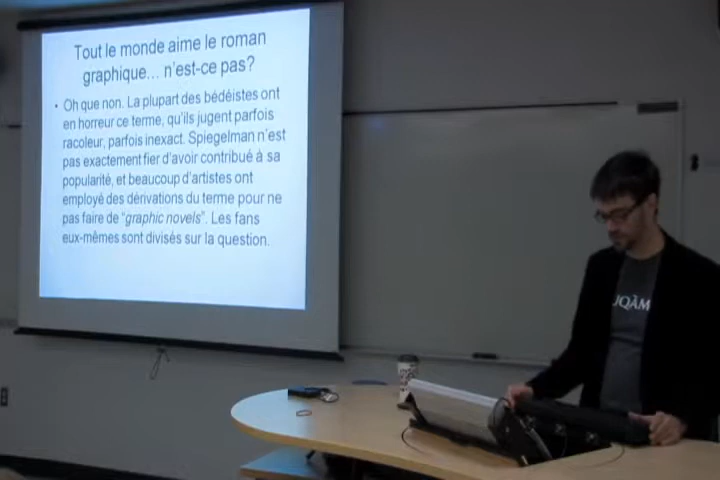 Tout le monde aime le roman
graphique... n'est-ce pas?
• Oh que non. La plupart des bédéistes ont
en horreur ce terme, qu'ils jugent parfois
racoleur, parfois inexact. Spiegelman n'est
pas exactement fier d'avoir contribué à sa
popularité, et beaucoup d'artistes ont
employé des dérivations du terme pour ne
pas faire de "graphic novels". Les fans
eux-mêmes sont divisés sur la question.
UQÀM